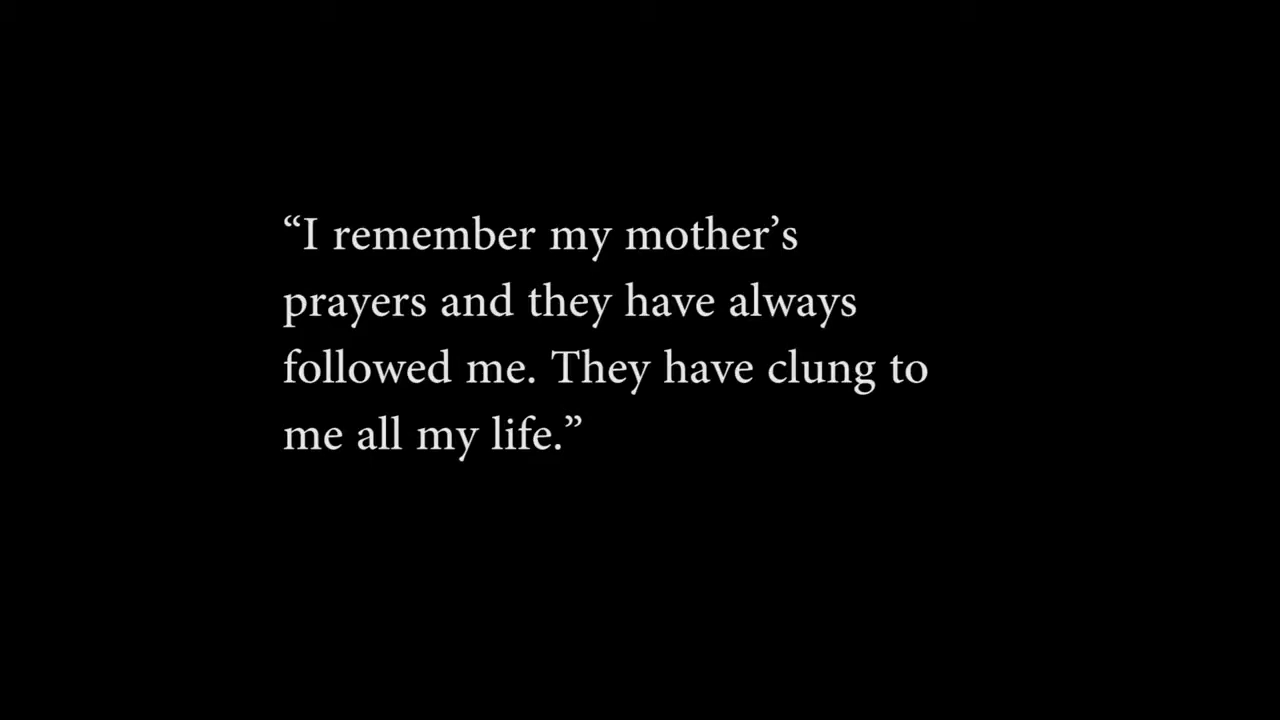 “I remember my mother’s
prayers and they have always
followed me. They have clung to
me all my life.”